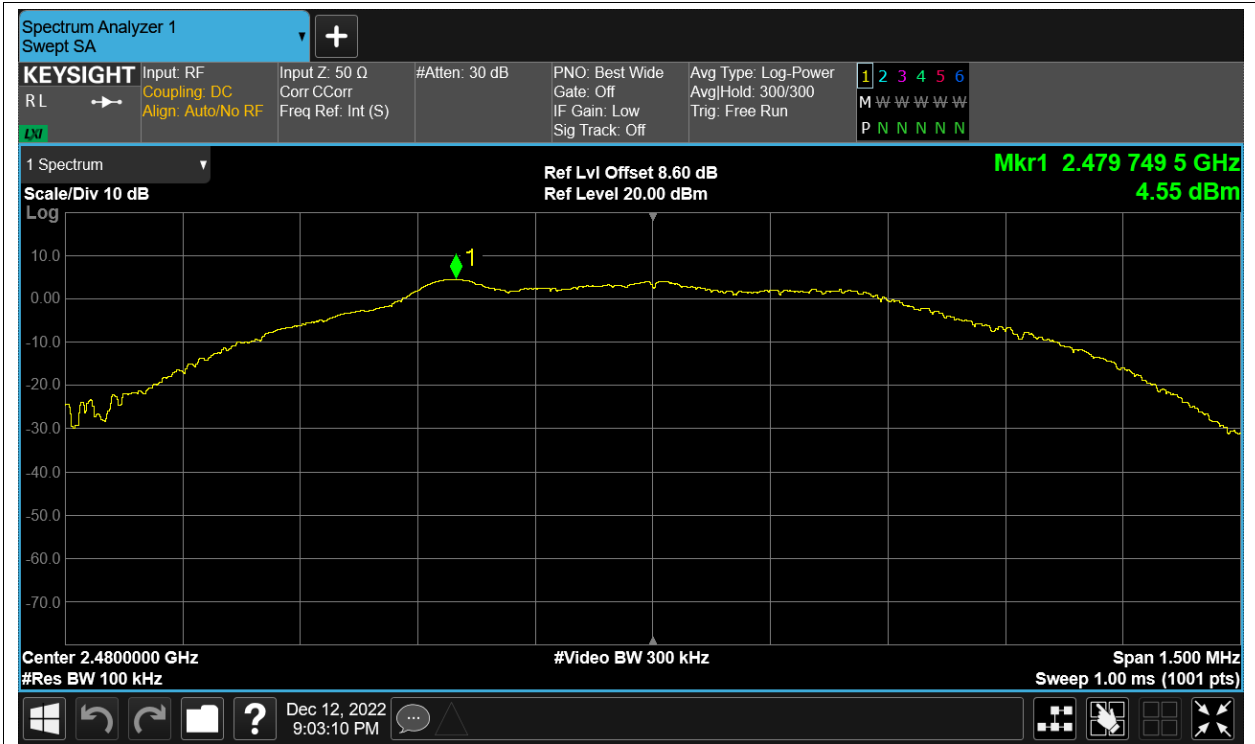 Spectrum Analyzer 1
Swept SA
+
KEYSIGHT
R L
LXI
Input: RF
Coupling: DC
Align: Auto/No RF
Input Z: 50 Ω
Corr CCorr
Freq Ref: Int (S)
#Atten: 30 dB
PNO: Best Wide
Gate: Off
IF Gain: Low
Sig Track: Off
Avg Type: Log-Power
Avg|Hold: 300/300
Trig: Free Run
1 2 3 4 5 6
M W W W W W
P N N N N N
1 Spectrum
Scale/Div 10 dB
Log
Ref Lvl Offset 8.60 dB
Ref Level 20.00 dBm
Mkr1 2.479 749 5 GHz
4.55 dBm
1
10.0
0.00
-10.0
-20.0
-30.0
-40.0
-50.0
-60.0
-70.0
Center 2.4800000 GHz
#Res BW 100 kHz
#Video BW 300 kHz
Span 1.500 MHz
Sweep 1.00 ms (1001 pts)
?
Dec 12, 2022
9:03:10 PM